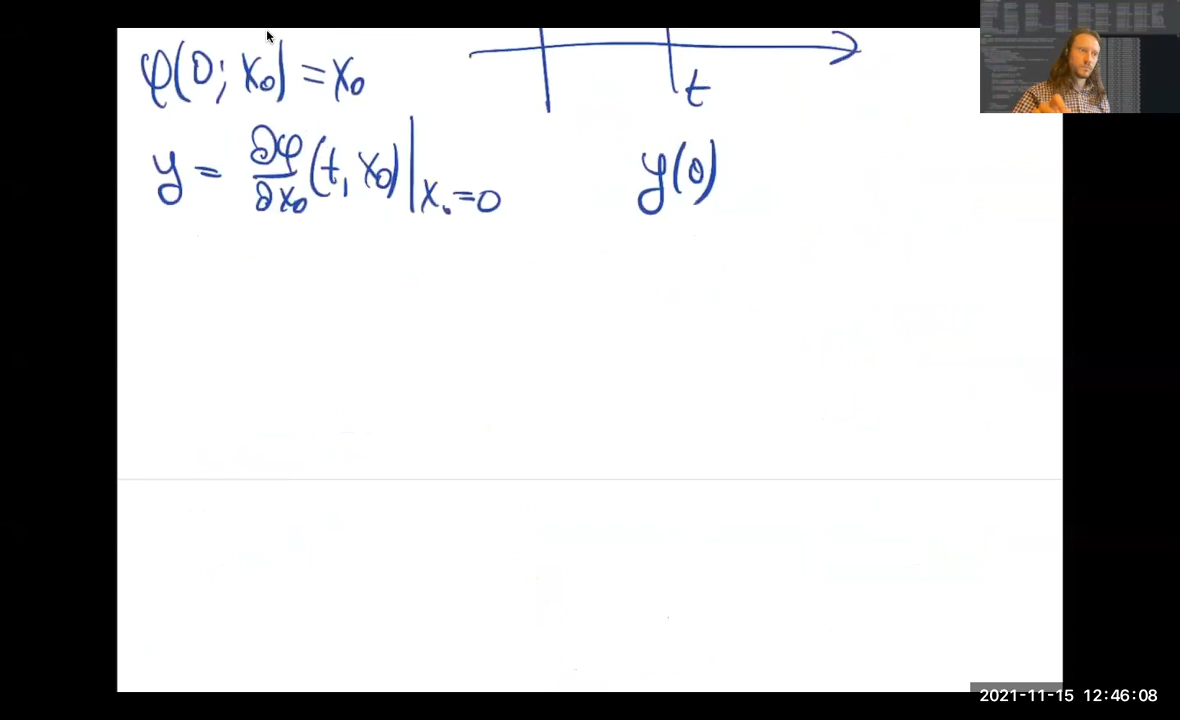 φ(0; x₀) = x₀
t
y = ∂φ/∂x₀ (t, x₀)|ₓ₀₌₀ y(0)
2021-11-15 12:46:08